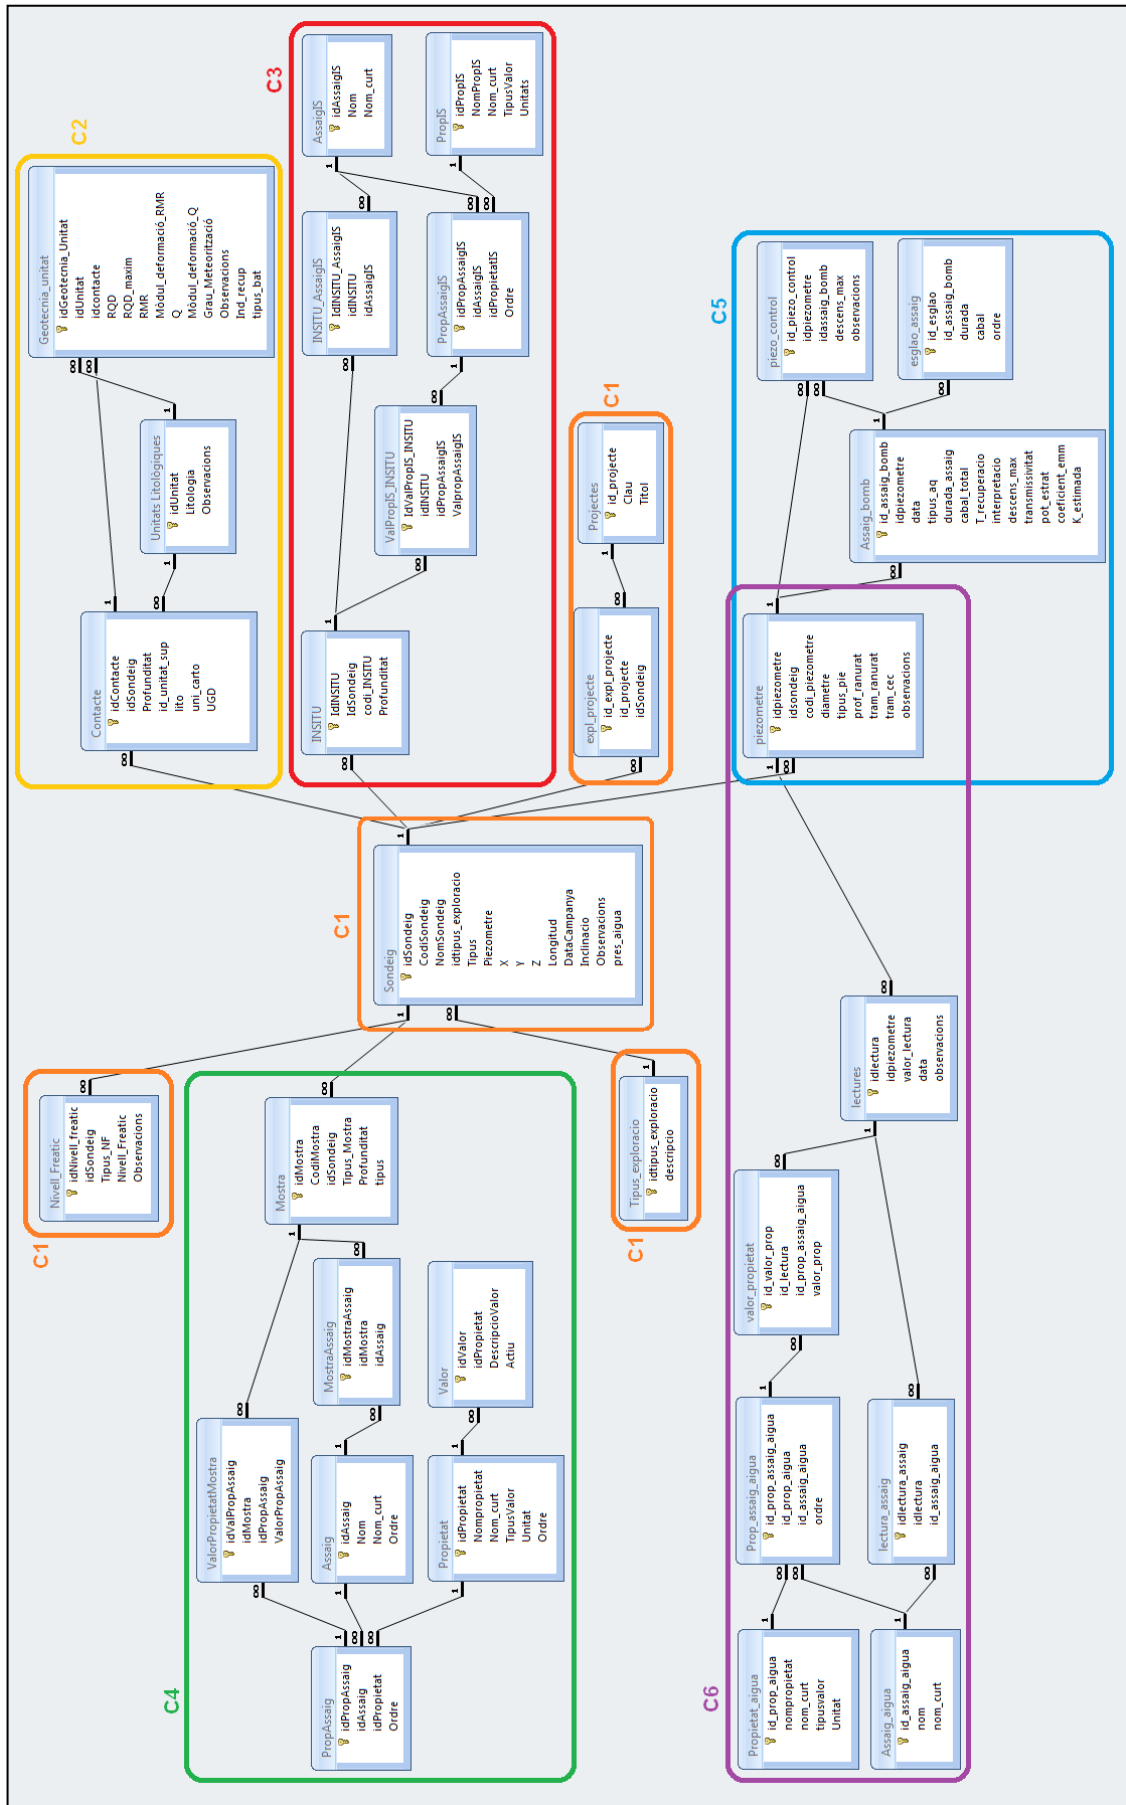 C4
PropAssaig
idPropAssaig
idAssaig
idPropietat
Ordre
ValorPropietatMostra
idValPropAssaig
idMostra
idPropAssaig
ValorPropAssaig
Assaig
idAssaig
Nom
Nom_curt
Ordre
Propietat
idPropietat
Nompropietat
Nom_curt
TipusValor
Unitat
Ordre
MostraAssaig
idMostraAssaig
idMostra
idAssaig
Valor
idValor
idPropietat
DescripcioValor
Actiu
Mostra
idMostra
CodiMostra
idSondeig
Tipus_Mostra
Profunditat
tipus
C1
Nivell_Freatic
idNivell_freatic
idSondeig
Tipus_NF
Nivell_Freatic
Observacions
C1
Tipus_exploracio
idtipus_exploracio
descripcio
C1
Sondeig
idSondeig
CodiSondeig
NomSondeig
idtipus_exploracio
Tipus
Piezometre
X
Y
Z
Longitud
DataCampanya
Inclinacio
Observacions
pres_aigua
C2
Contacte
idContacte
idSondeig
Profunditat
id_unitat_sup
lito
uni_carto
UGD
Unitats Litològiques
idUnitat
Litologia
Observacions
Geotecnia_unitat
idGeotecnia_Unitat
idUnitat
idcontacte
RQD
RQD_maxim
RMR
Mòdul_deformació_RMR
Q
Mòdul_deformació_Q
Grau_Meteorització
Observacions
Ind_recup
tipus_bat
C3
INSITU
IdINSITU
IdSondeig
codi_INSITU
Profunditat
INSITU_AssaigIS
IdINSITU_AssaigIS
idINSITU
idAssaigIS
AssaigIS
idAssaigIS
Nom
Nom_curt
ValPropIS_INSITU
idValPropIS_INSITU
idINSITU
idPropAssaigIS
ValpropAssaigIS
PropAssaigIS
idPropAssaigIS
idAssaigIS
idPropietatIS
Ordre
PropIS
idPropIS
NomPropIS
Nom_curt
TipusValor
Unitats
C1
expl_projecte
id_expl_projecte
id_projecte
idSondeig
Projectes
id_projecte
Clau
Titol
C6
Propietat_aigua
id_prop_aigua
nompropietat
nom_curt
tipusvalor
Unitat
Assaig_aigua
id_assaig_aigua
nom
nom_curt
Prop_assaig_aigua
id_prop_assaig_aigua
id_prop_aigua
id_assaig_aigua
ordre
lectura_assaig
idlectura_assaig
idlectura
id_assaig_aigua
valor_propietat
id_valor_prop
id_lectura
id_prop_assaig_aigua
valor_prop
lectures
idlectura
idpiezometre
valor_lectura
data
observacions
C5
piezometre
idpiezometre
idsondeig
codi_piezometre
diametre
tipus_pie
prof_ranurat
tram_ranurat
tram_cec
observacions
Assaig_bomb
id_assaig_bomb
idpiezometre
data
tipus_aq
durada_assaig
cabal_total
T_recuperacio
interpretacio
descens_max
transmissivitat
pot_estrat
coeficient_emm
K_estimada
piezo_control
id_piezo_control
idpiezometre
idassaig_bomb
descens_max
observacions
esglao_assaig
id_esglao
id_assaig_bomb
durada
cabal
ordre